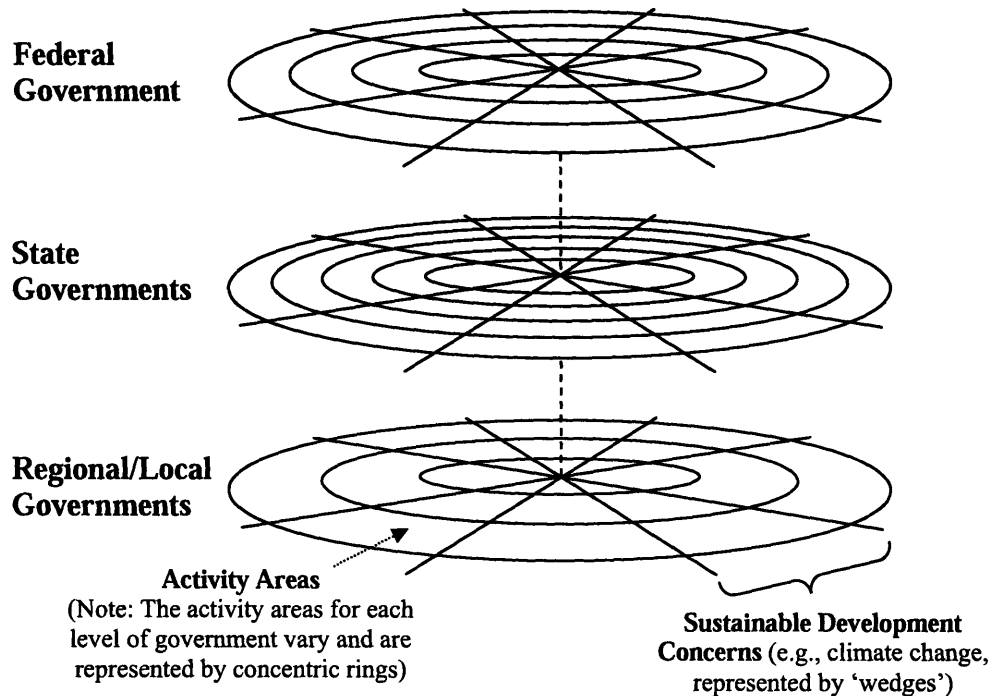 Federal
Government
State
Governments
Regional/Local
Governments
Activity Areas
(Note: The activity areas for each
level of government vary and are
represented by concentric rings)
Sustainable Development
Concerns (e.g., climate change,
represented by ‘wedges’)